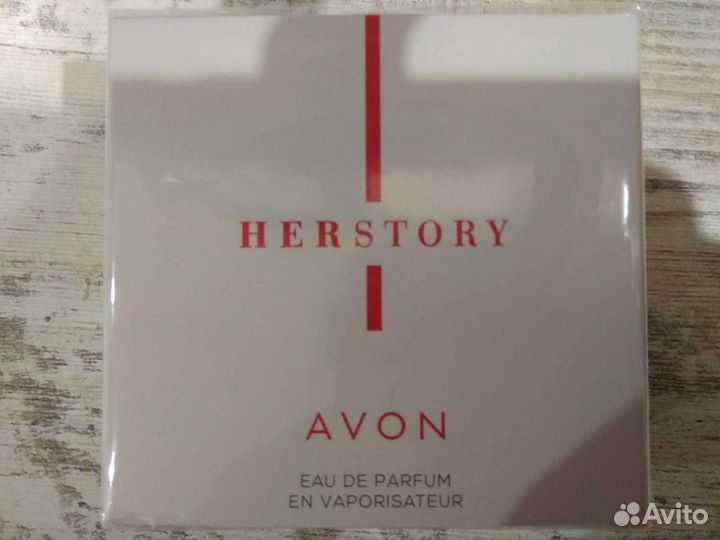 HERSTORY
AVON
EAU DE PARFUM
EN VAPORISATEUR
Avito